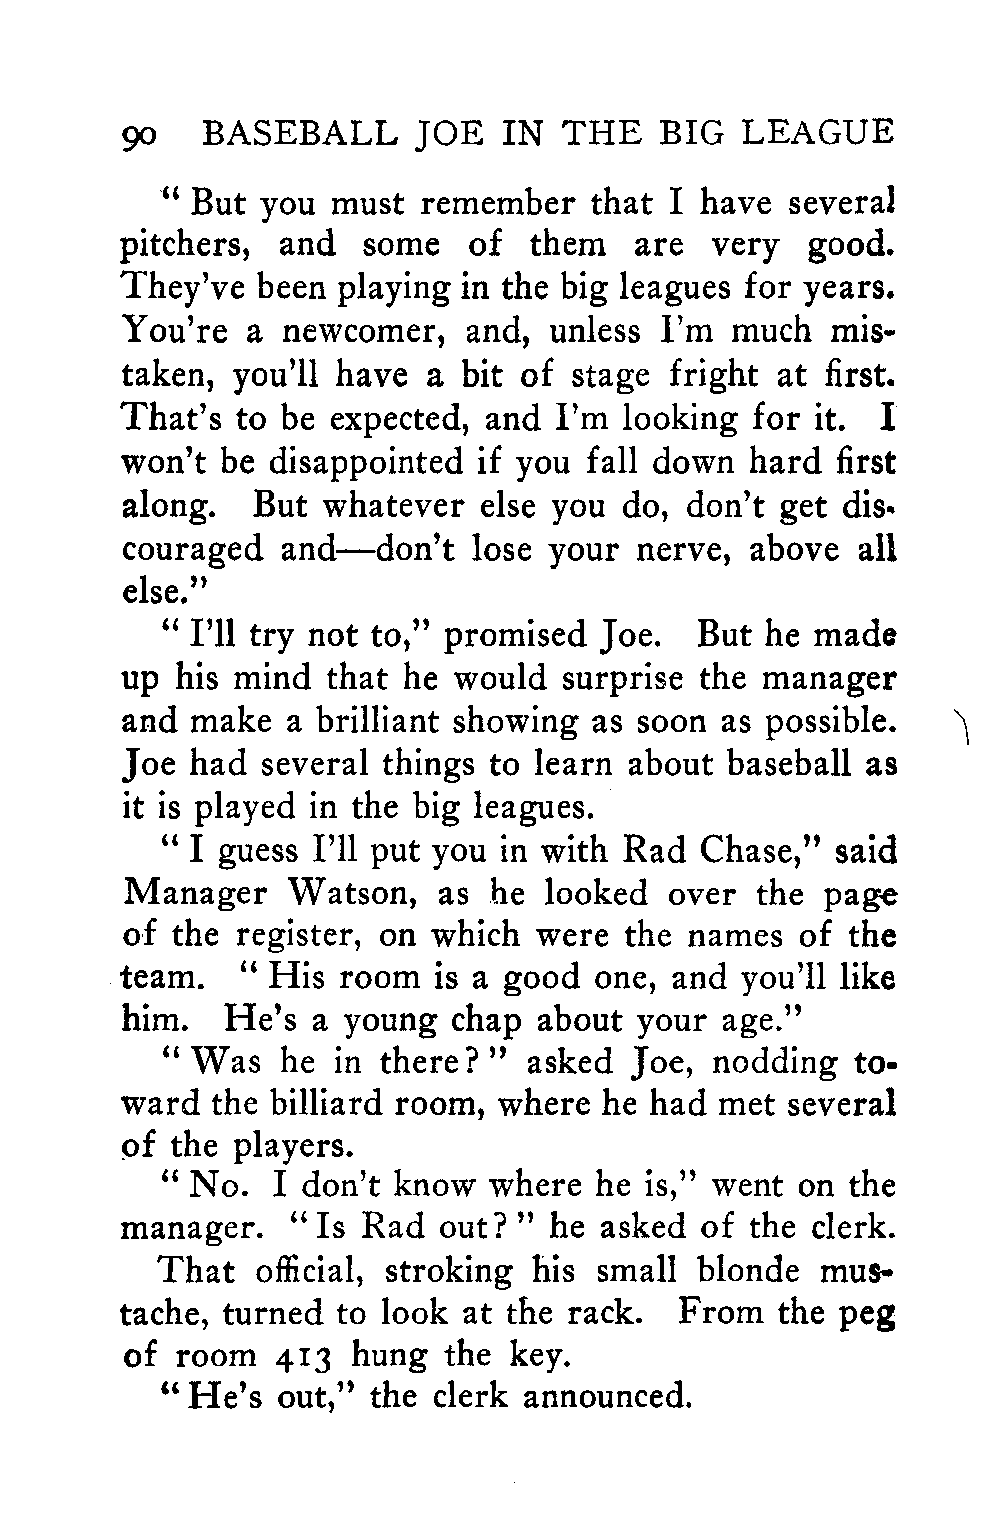 90 BASEBALL JOE IN THE BIG LEAGUE
“ But you must remember that I have several
pitchers, and some of them are very good.
They’ve been playing in the big leagues for years.
You’re a newcomer, and, unless I’m much mis-
taken, you’ll have a bit of stage fright at first.
That’s to be expected, and I’m looking for it. I
won’t be disappointed if you fall down hard first
along. But whatever else you do, don’t get dis-
couraged and—don’t lose your nerve, above all
else.”
“ I’ll try not to,” promised Joe. But he made
up his mind that he would surprise the manager
and make a brilliant showing as soon as possible.
Joe had several things to learn about baseball as
it is played in the big leagues.
“ I guess I’ll put you in with Rad Chase,” said
Manager Watson, as he looked over the page
of the register, on which were the names of the
team. “ His room is a good one, and you’ll like
him. He’s a young chap about your age.”
“ Was he in there? ” asked Joe, nodding to-
ward the billiard room, where he had met several
of the players.
“ No. I don’t know where he is,” went on the
manager. “ Is Rad out? ” he asked of the clerk.
That official, stroking his small blonde mus-
tache, turned to look at the rack. From the peg
of room 413 hung the key.
“ He’s out,” the clerk announced.